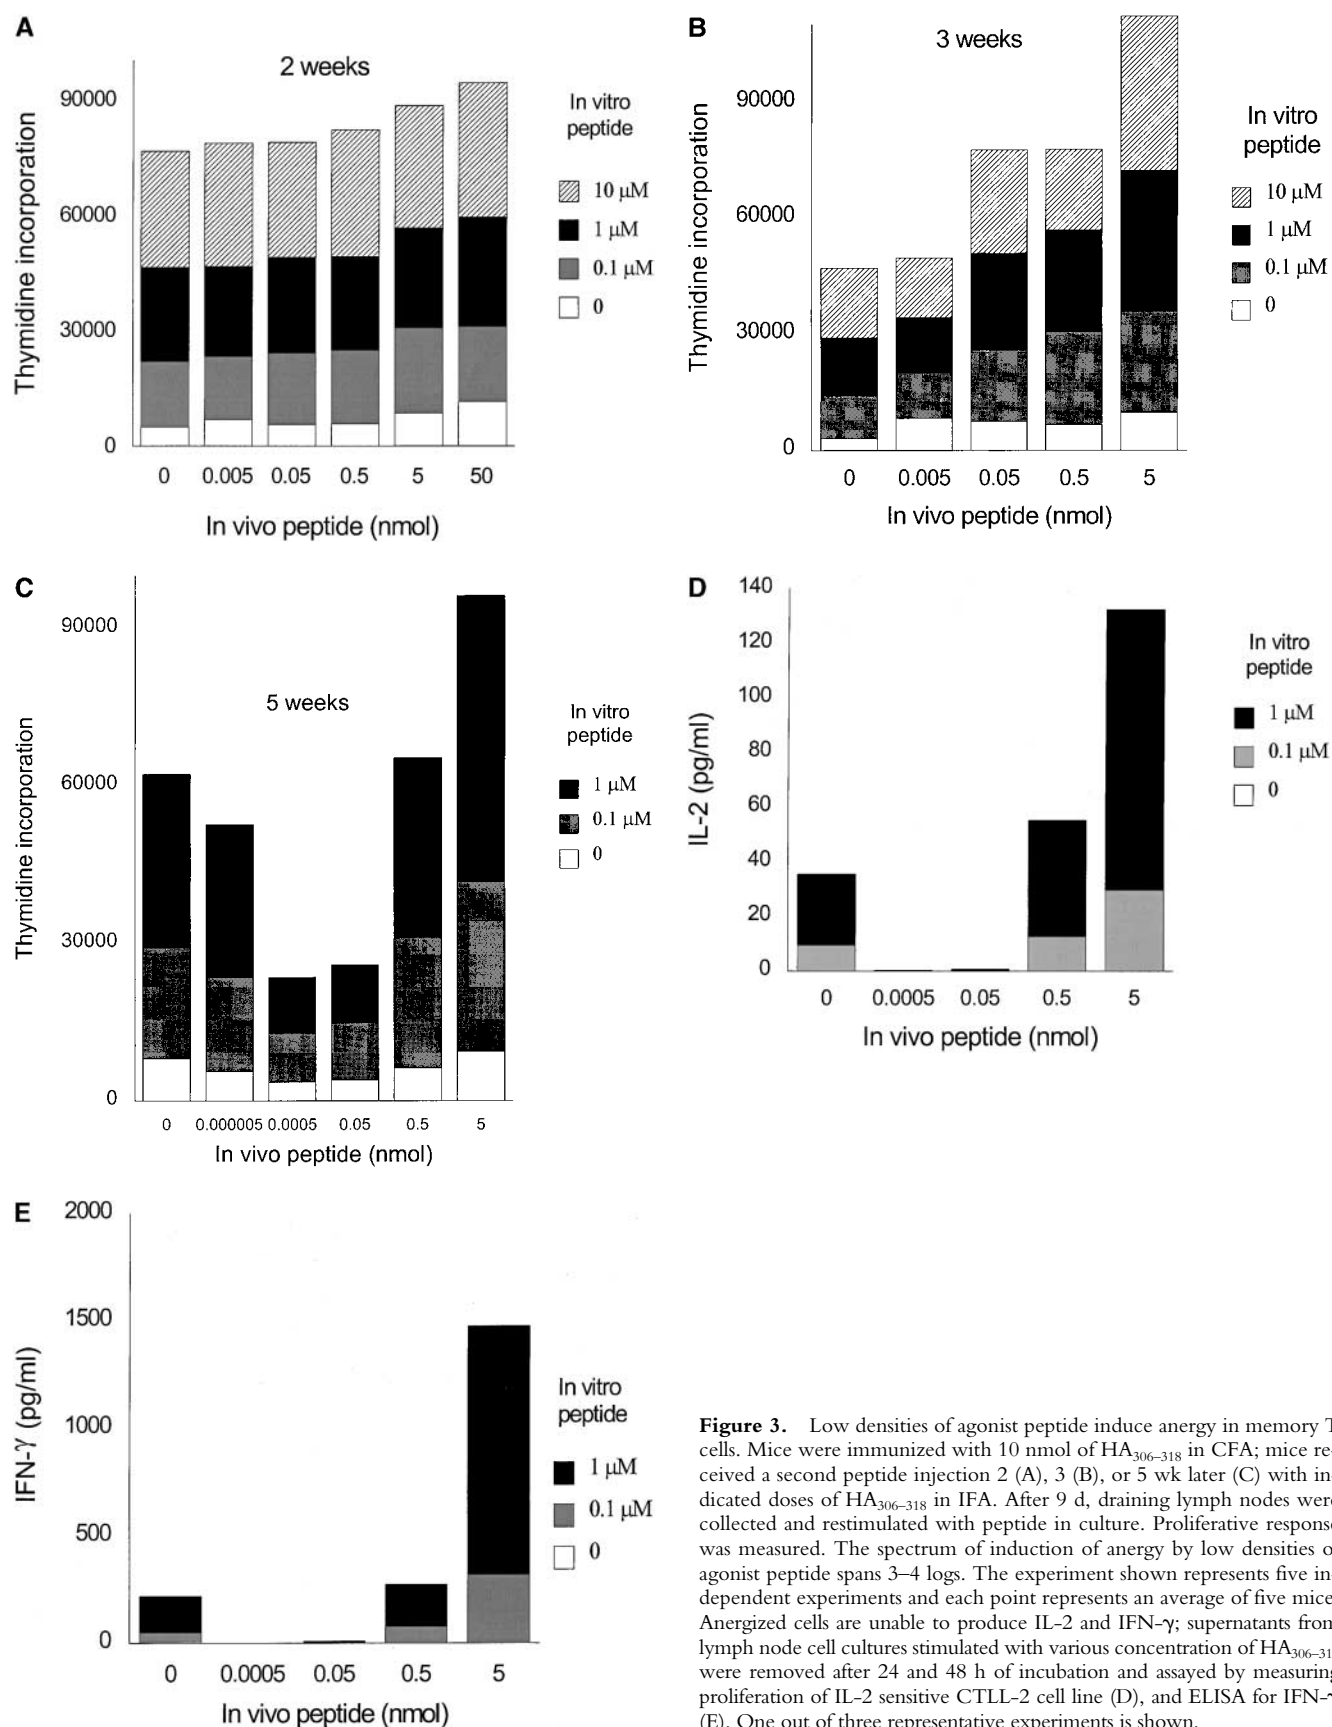 A
2 weeks
Thymidine incorporation
90000
60000
30000
0
0 0.005 0.05 0.5 5 50
In vivo peptide (nmol)
In vitro
peptide
10 µM
1 µM
0.1 µM
0
B
3 weeks
Thymidine incorporation
90000
60000
30000
0
0 0.005 0.05 0.5 5
In vivo peptide (nmol)
In vitro
peptide
10 µM
1 µM
0.1 µM
0
C
5 weeks
Thymidine incorporation
90000
60000
30000
0
0 0.000005 0.0005 0.05 0.5 5
In vivo peptide (nmol)
In vitro
peptide
1 µM
0.1 µM
0
D
IL-2 (pg/ml)
140
120
100
80
60
40
20
0
0 0.0005 0.05 0.5 5
In vivo peptide (nmol)
In vitro
peptide
1 µM
0.1 µM
0
E
IFN-γ (pg/ml)
2000
1500
1000
500
0
0 0.0005 0.05 0.5 5
In vivo peptide (nmol)
In vitro
peptide
1 µM
0.1 µM
0
Figure 3. Low densities of agonist peptide induce anergy in memory T
cells. Mice were immunized with 10 nmol of HA306–318 in CFA; mice re-
ceived a second peptide injection 2 (A), 3 (B), or 5 wk later (C) with in-
dicated doses of HA306–318 in IFA. After 9 d, draining lymph nodes were
collected and restimulated with peptide in culture. Proliferative response
was measured. The spectrum of induction of anergy by low densities o
agonist peptide spans 3–4 logs. The experiment shown represents five in-
dependent experiments and each point represents an average of five mice
Anergized cells are unable to produce IL-2 and IFN-γ; supernatants from
lymph node cell cultures stimulated with various concentration of HA306–31
were removed after 24 and 48 h of incubation and assayed by measuring
proliferation of IL-2 sensitive CTLL-2 cell line (D), and ELISA for IFN-γ
(E). One out of three representative experiments is shown.